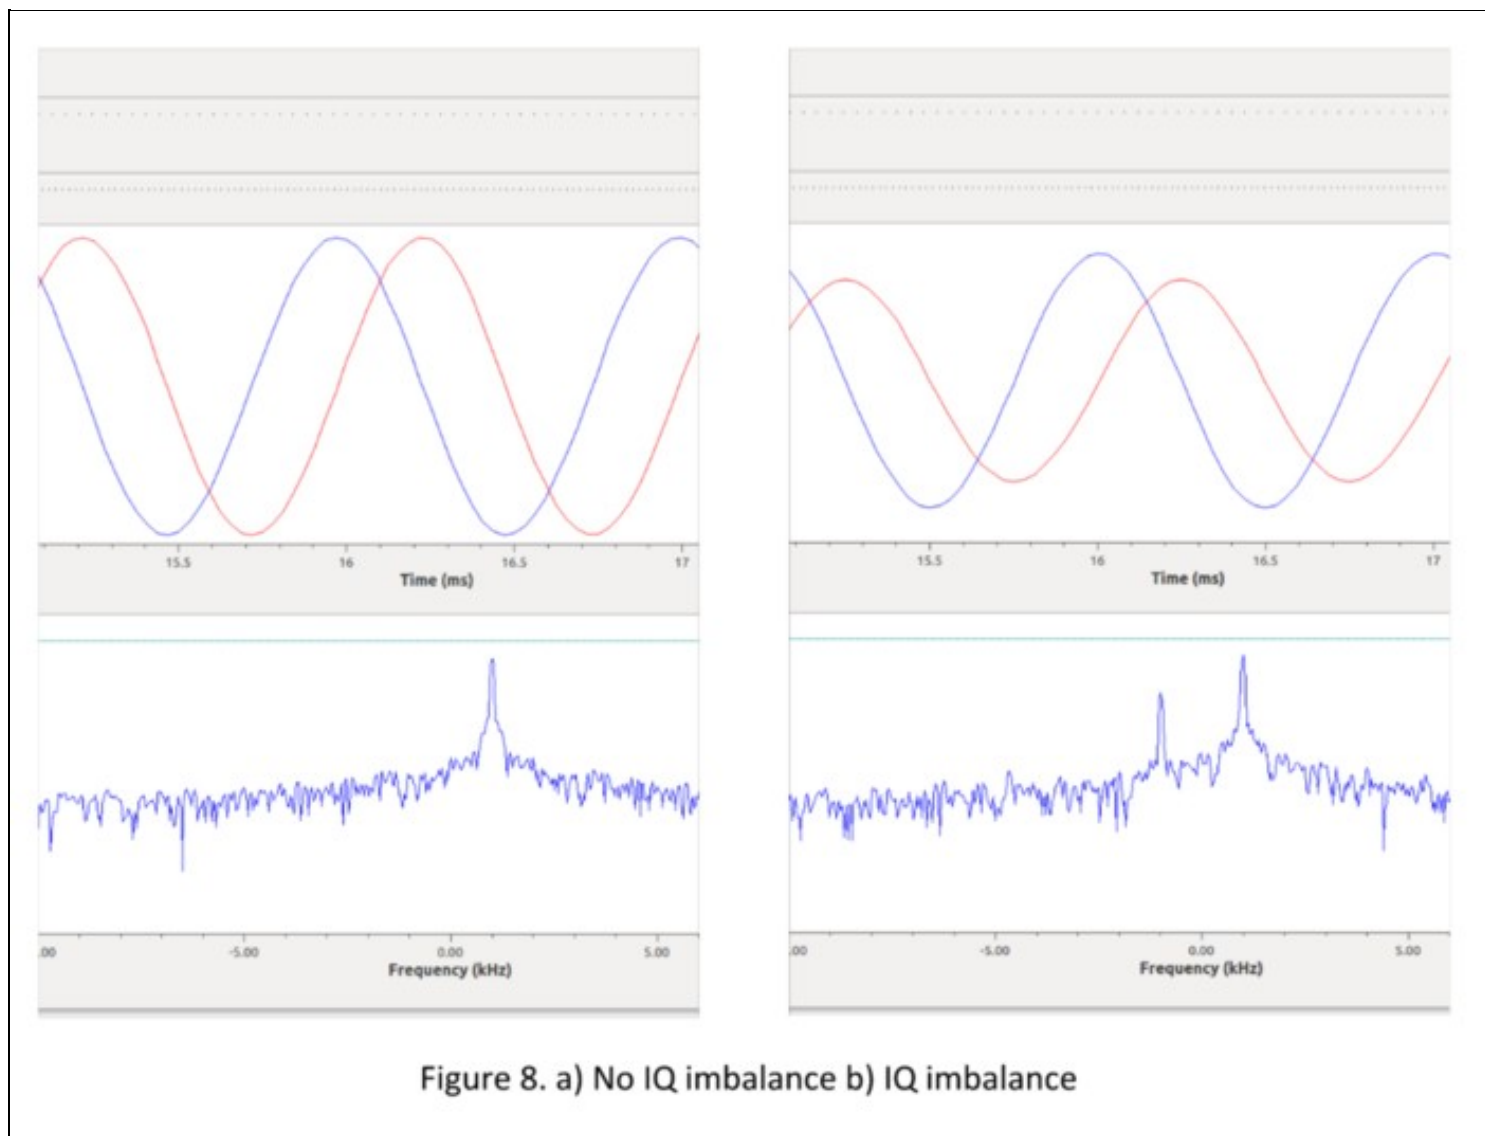 15.5 16 16.5 17
Time (ms)
.00 -5.00 0.00 5.00
Frequency (kHz)
15.5 16 16.5 17
Time (ms)
.00 -5.00 0.00 5.00
Frequency (kHz)
Figure 8. a) No IQ imbalance b) IQ imbalance